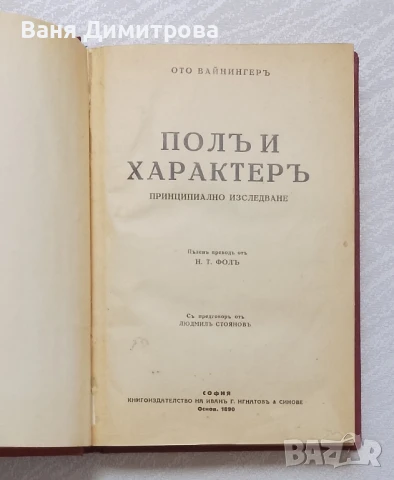 Ваня Димитрова
ОТО ВАЙНИНГЕРЪ
ПОЛЪ И
ХАРАКТЕРЪ
ПРИНЦИПИАЛНО ИЗСЛЕДВАНЕ
Пъленъ преводъ отъ
Н. Т. ФОЛЪ
Съ предговоръ отъ
ЛЮДМИЛЪ СТОЯНОВЪ
СОФИЯ
КНИГОИЗДАТЕЛСТВО НА ИВАНЪ Г. ИГНАТОВЪ & СИНОВЕ
Основ. 1890
BAZAR